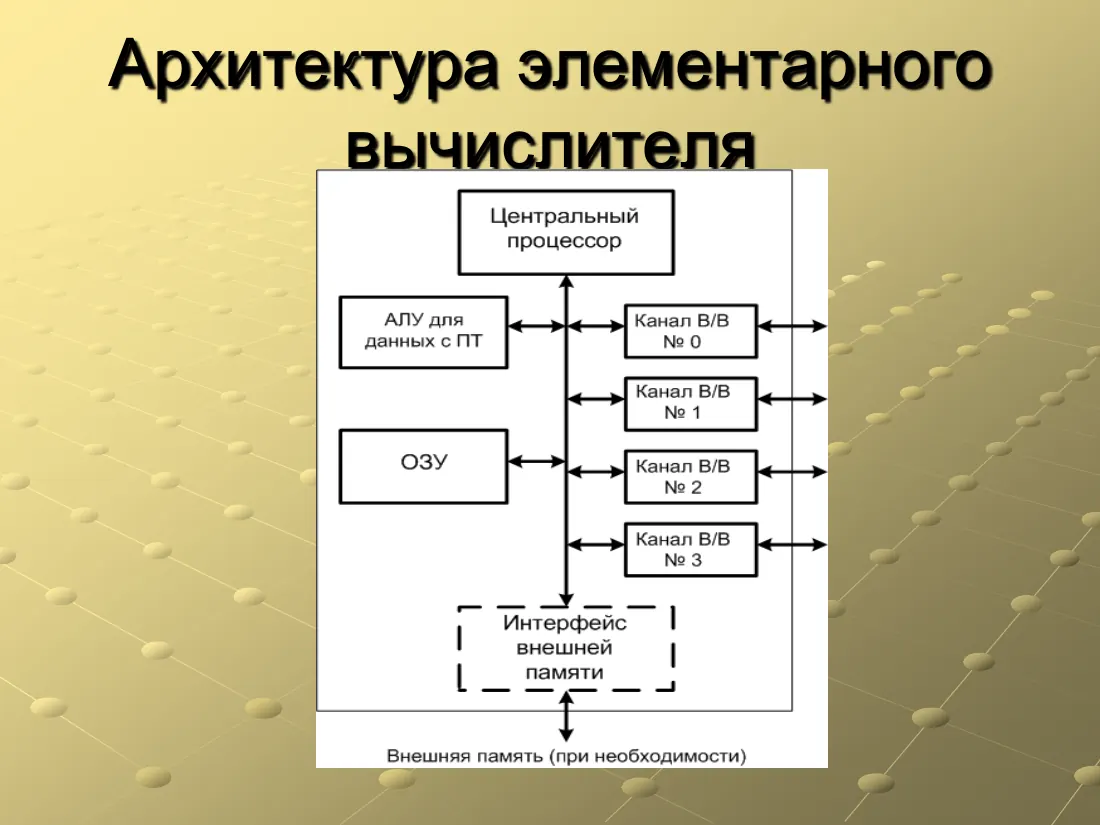 Архитектура элементарного
вычислителя
Центральный
процессор
АЛУ для
данных с ПТ
Канал В/В
№ 0
Канал В/В
№ 1
ОЗУ
Канал В/В
№ 2
Канал В/В
№ 3
Интерфейс
внешней
памяти
Внешняя память (при необходимости)